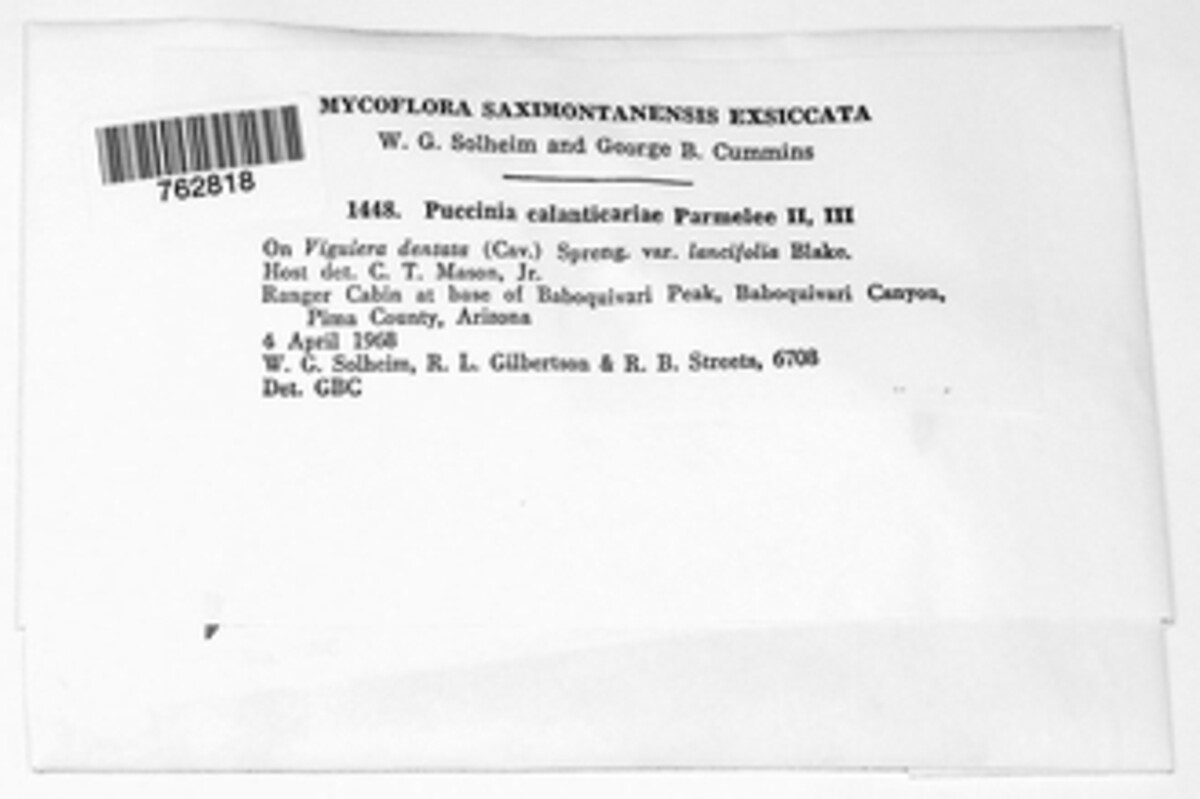 MYCOFLORA SAXIMONTANENSIS EXSICCATA
W. G. Solheim and George B. Cummins
762818
1448. Puccinia calanticariae Parmelee II, III
On Viguiera dentata (Cav.) Spreng. var. lancifolia Blake.
Host det. C. T. Mason, Jr.
Ranger Cabin at base of Baboquivari Peak, Baboquivari Canyon,
Pima County, Arizona
4 April 1968
W. G. Solheim, R. L. Gilbertson & R. B. Streets, 6708
Det. GBC